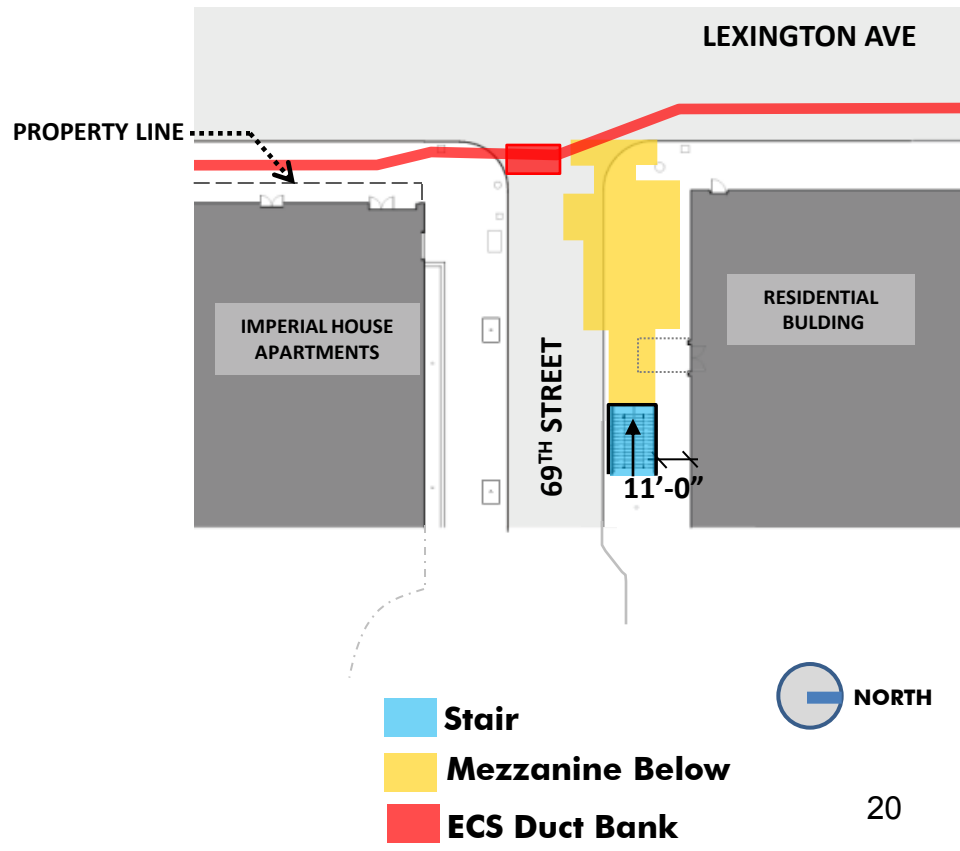 LEXINGTON AVE
PROPERTY LINE
IMPERIAL HOUSE
APARTMENTS
RESIDENTIAL
BULDING
69TH STREET
11’-0”
NORTH
Stair
Mezzanine Below
ECS Duct Bank
20